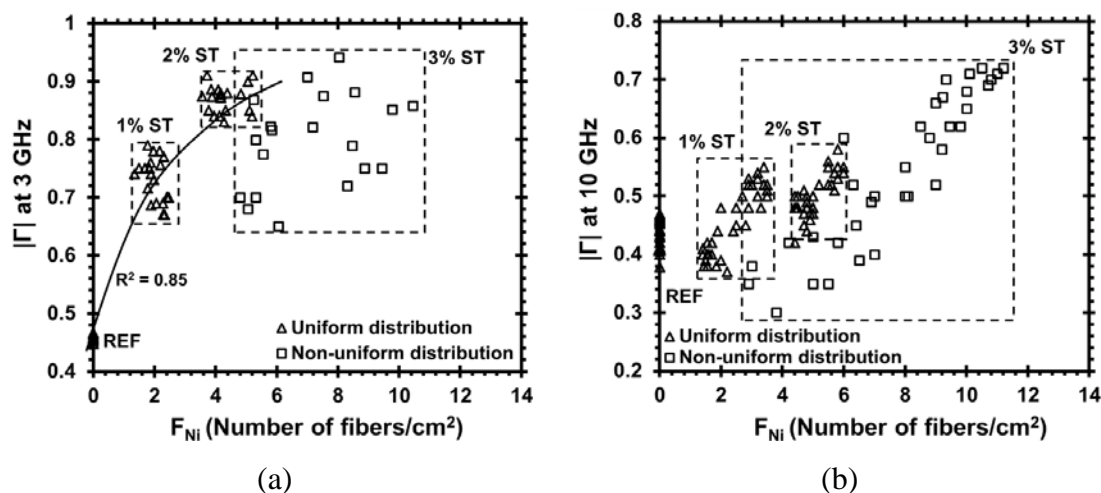 1
0.9
0.8
0.7
0.6
0.5
0.4
|Γ| at 3 GHz
2% ST
3% ST
1% ST
R² = 0.85
REF
Uniform distribution
Non-uniform distribution
0 2 4 6 8 10 12 14
F_Ni (Number of fibers/cm²)
(a)
0.8
0.7
0.6
0.5
0.4
0.3
0.2
|Γ| at 10 GHz
3% ST
1% ST
2% ST
REF
Uniform distribution
Non-uniform distribution
0 2 4 6 8 10 12 14
F_Ni (Number of fibers/cm²)
(b)